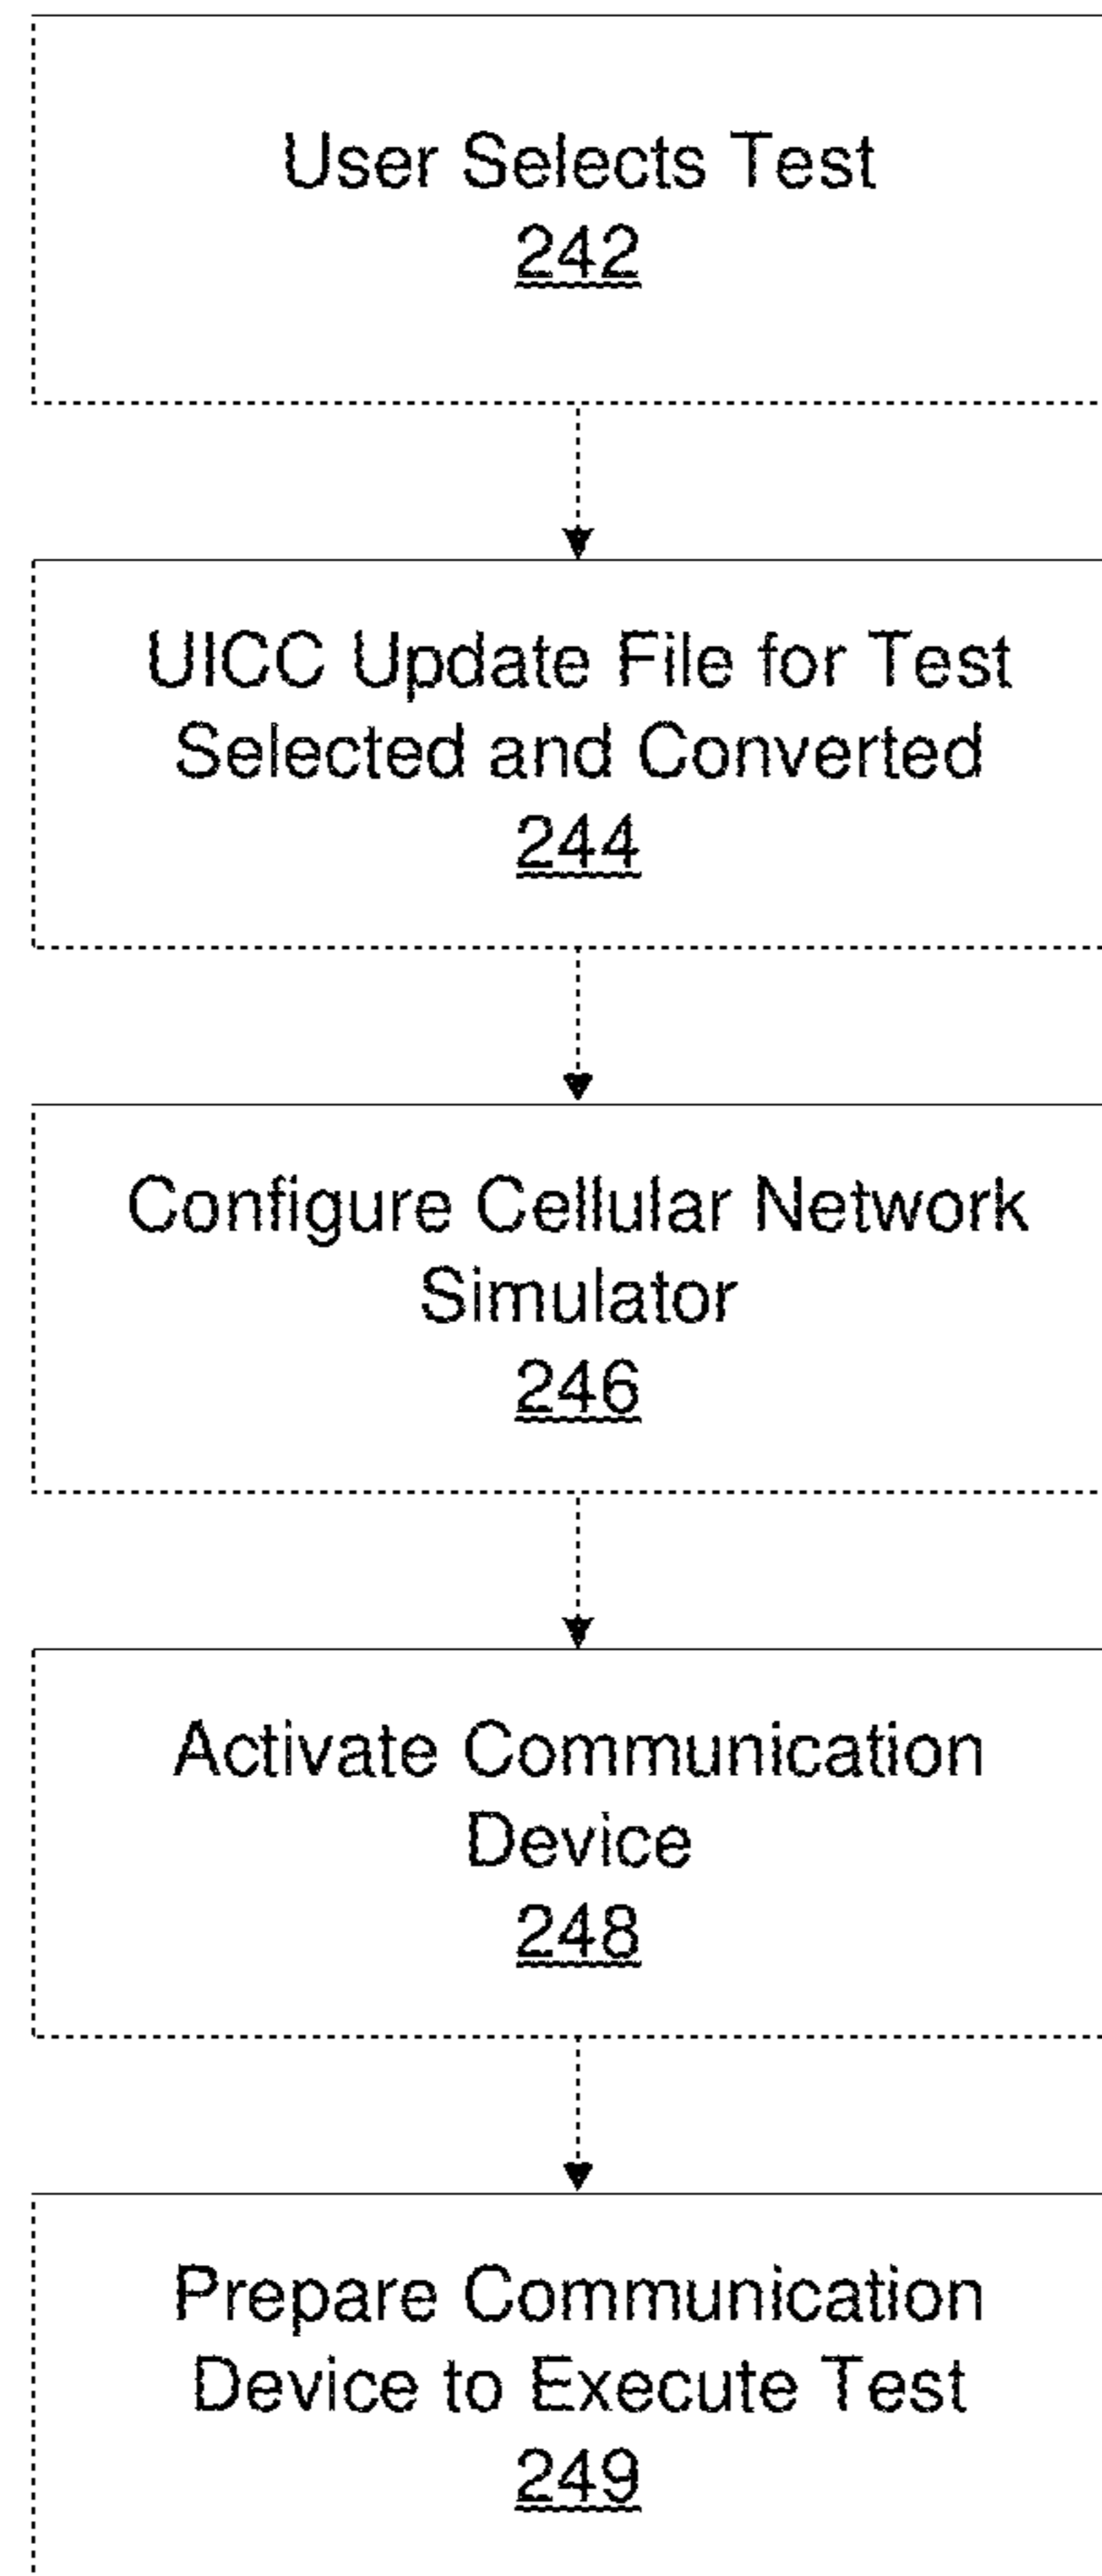 User Selects Test
242
UICC Update File for Test
Selected and Converted
244
Configure Cellular Network
Simulator
246
Activate Communication
Device
248
Prepare Communication
Device to Execute Test
249